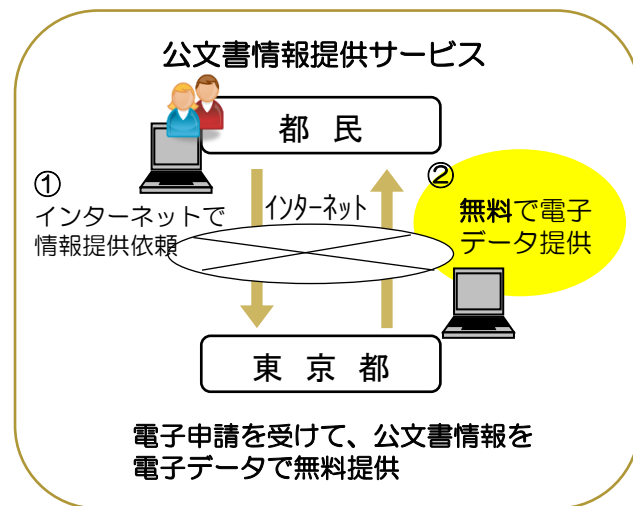 公文書情報提供サービス
都 民
①
インターネットで
情報提供依頼
インターネット
②
無料で電子
データ提供
東 京 都
電子申請を受けて、公文書情報を
電子データで無料提供